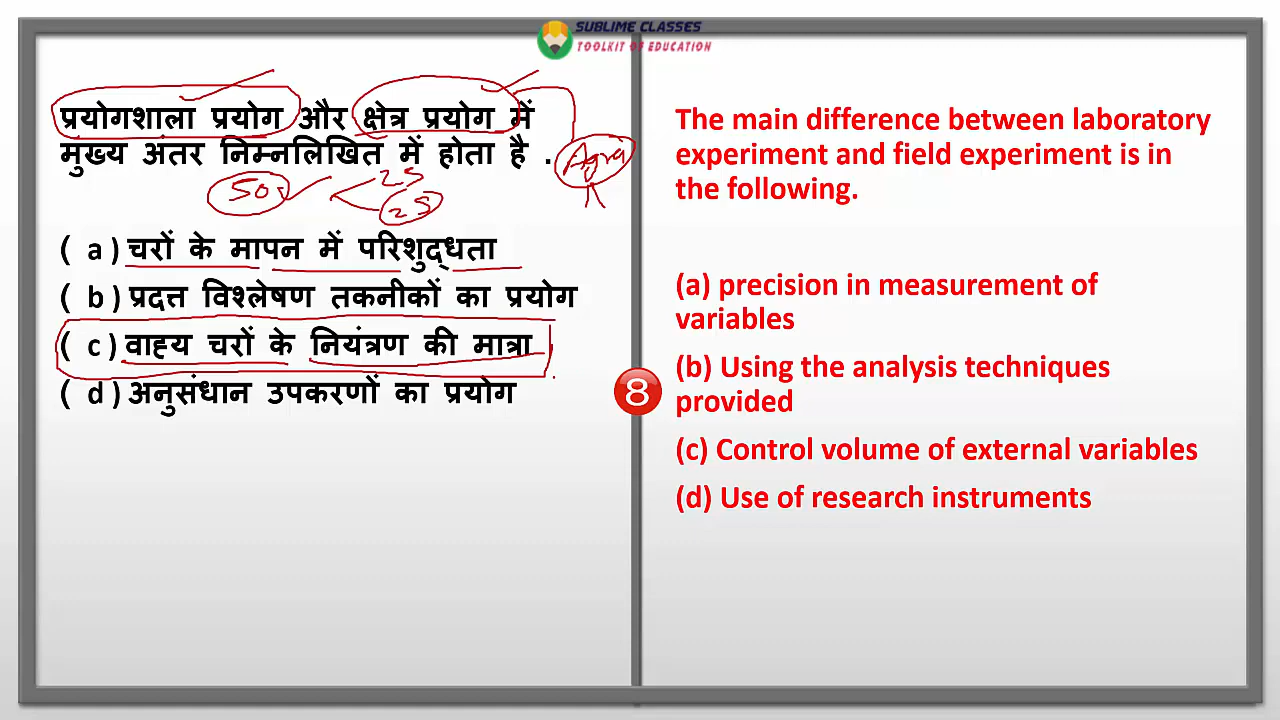 SUBLIME CLASSES
TOOLKIT OF EDUCATION
प्रयोगशाला प्रयोग और क्षेत्र प्रयोग में
मुख्य अंतर निम्नलिखित में होता है .
Agra
50
25
25
( a ) चरों के मापन में परिशुद्धता
( b ) प्रदत्त विश्लेषण तकनीकों का प्रयोग
( c ) वाह्य चरों के नियंत्रण की मात्रा
( d ) अनुसंधान उपकरणों का प्रयोग
8
The main difference between laboratory
experiment and field experiment is in
the following.
(a) precision in measurement of
variables
(b) Using the analysis techniques
provided
(c) Control volume of external variables
(d) Use of research instruments